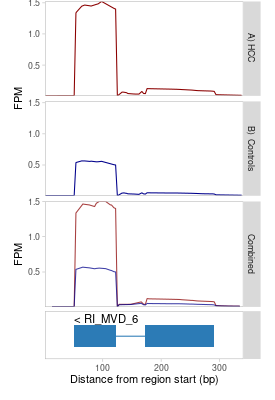 1.5
1.0
0.5
FPM
A) HCC
1.5
1.0
0.5
B) Controls
1.5
1.0
0.5
FPM
Combined
< RI_MVD_6
100
200
300
Distance from region start (bp)